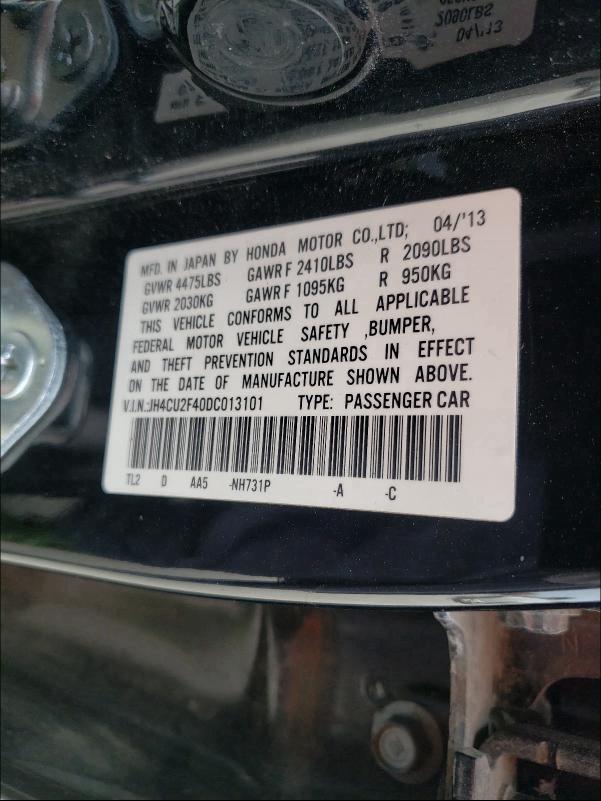 MFD. IN JAPAN BY HONDA MOTOR CO.,LTD; 04/'13
GVWR 4475LBS GAWR F 2410LBS R 2090LBS
GVWR 2030KG GAWR F 1095KG R 950KG
THIS VEHICLE CONFORMS TO ALL APPLICABLE
FEDERAL MOTOR VEHICLE SAFETY ,BUMPER,
AND THEFT PREVENTION STANDARDS IN EFFECT
ON THE DATE OF MANUFACTURE SHOWN ABOVE.
V.I.N.:JH4CU2F40DC013101 TYPE: PASSENGER CAR
TL2 D AA5 -NH731P -A -C